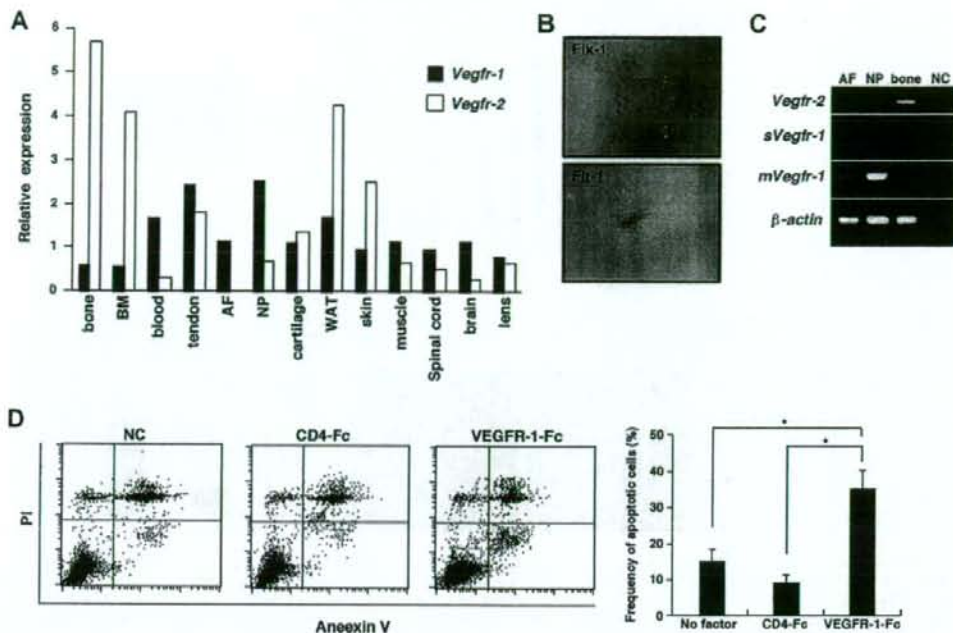 A
Relative expression
6
5
4
3
2
1
0
Vegfr-1
Vegfr-2
bone
BM
blood
tendon
AF
NP
cartilage
WAT
skin
muscle
Spinal cord
brain
lens
B
Flk-1
Flt-1
C
AF NP bone NC
Vegfr-2
sVegfr-1
mVegfr-1
β-actin
D
NC
CD4-Fc
VEGFR-1-Fc
PI
Aneexin V
Frequency of apoptotic cells (%)
50
40
30
20
10
0
*
*
No factor
CD4-Fc
VEGFR-1-Fc